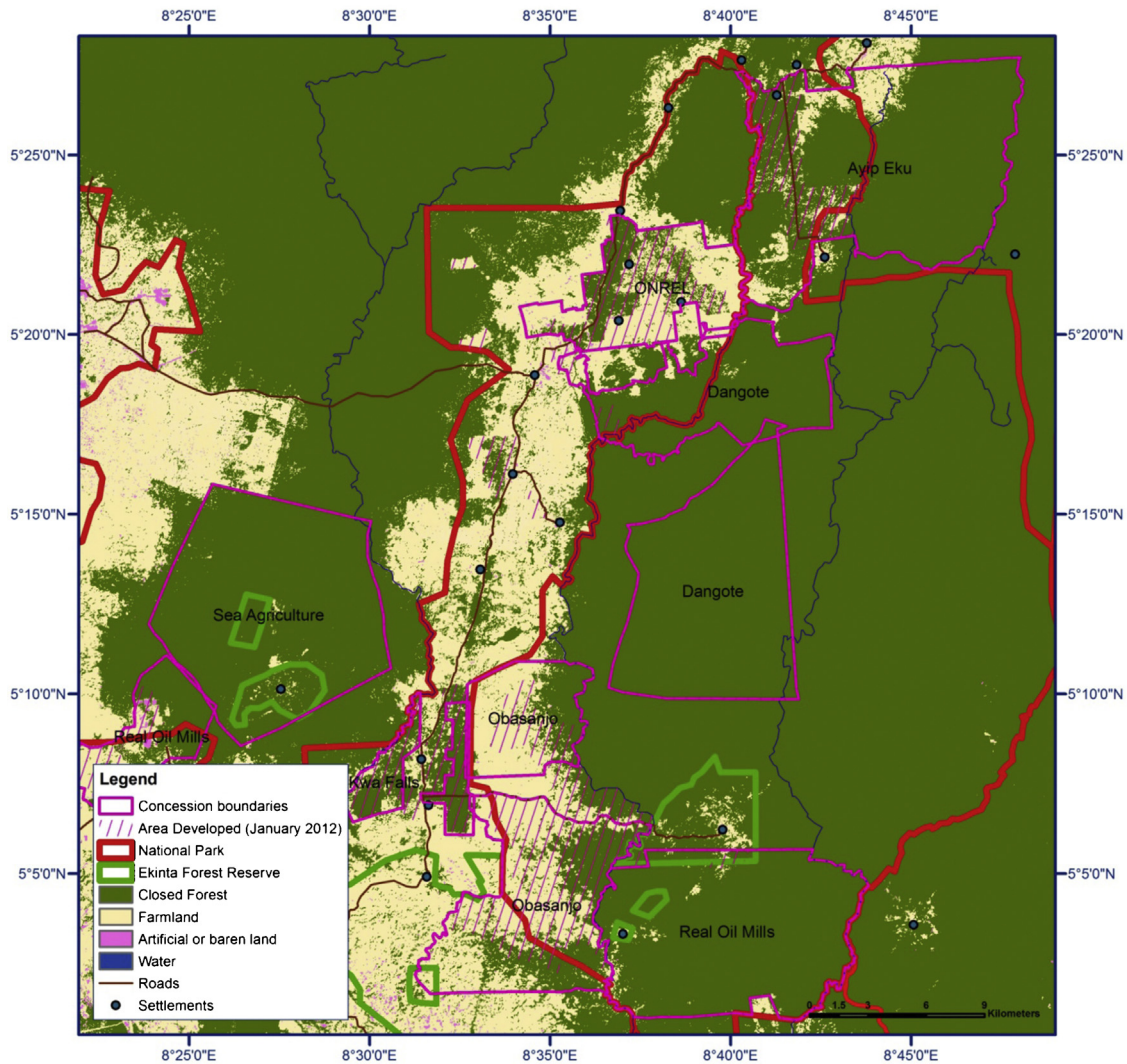 8°25'0"E 8°30'0"E 8°35'0"E 8°40'0"E 8°45'0"E
5°25'0"N 5°25'0"N
Ayip Eku
ONREL
5°20'0"N 5°20'0"N
Dangote
5°15'0"N 5°15'0"N
Dangote
Sea Agriculture
5°10'0"N 5°10'0"N
Obasanjo
Real Oil Mills
Kwa Falls
Legend
Concession boundaries
Area Developed (January 2012)
National Park
Ekinta Forest Reserve
Closed Forest
Farmland
Artificial or baren land
Water
Roads
Settlements
5°5'0"N 5°5'0"N
Obasanjo
Real Oil Mills
0 1.5 3 6 9
Kilometers
8°25'0"E 8°30'0"E 8°35'0"E 8°40'0"E 8°45'0"E